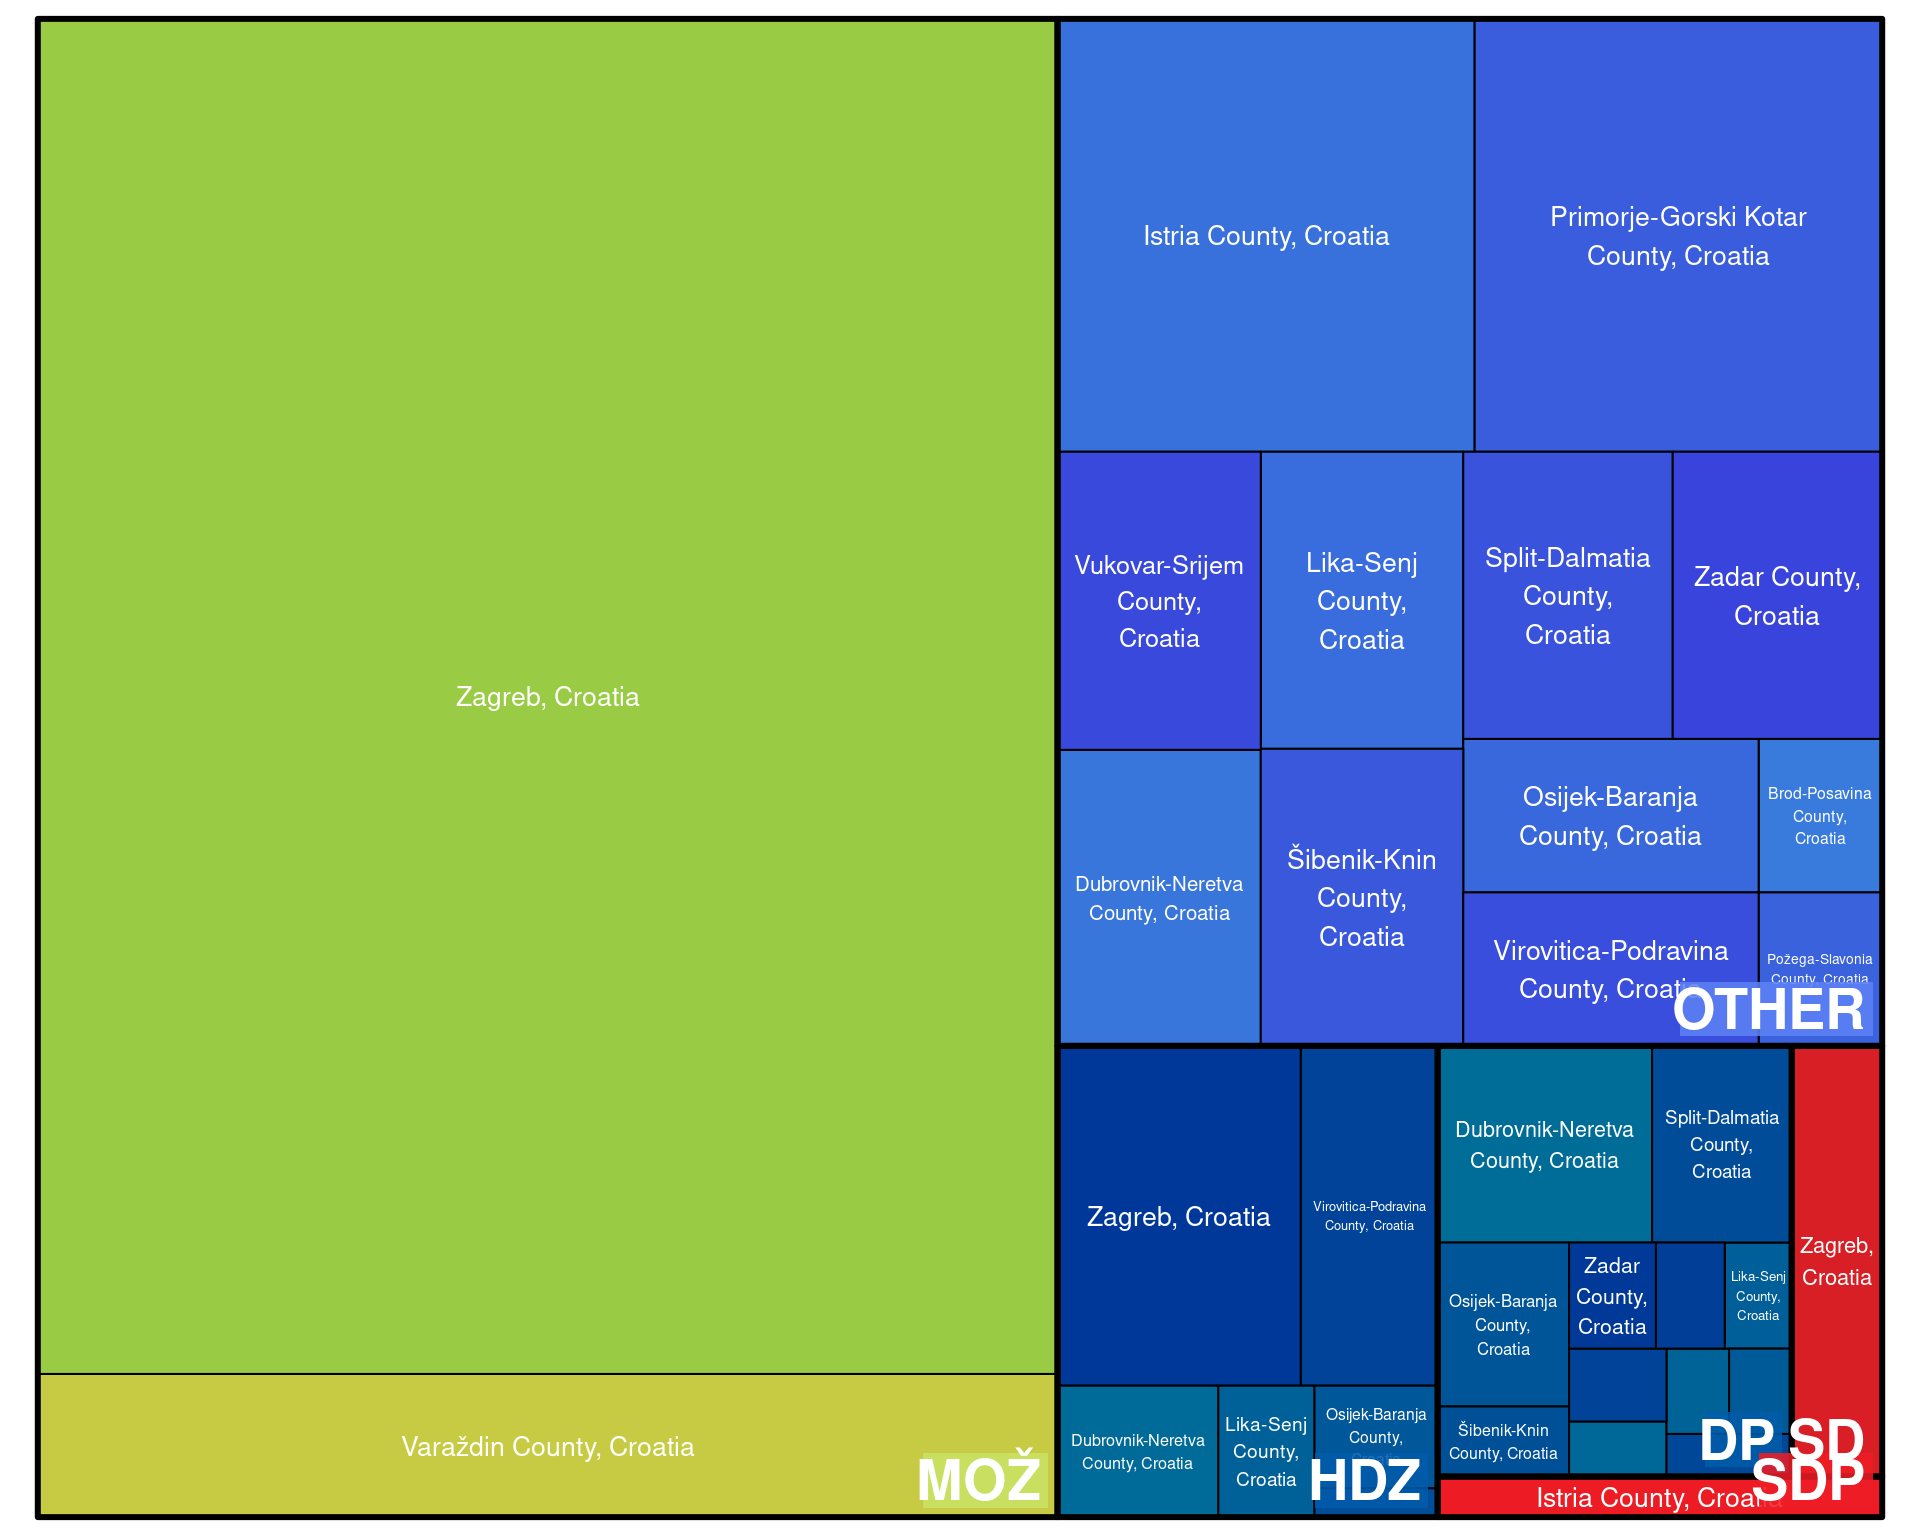 Zagreb, Croatia
Varaždin County, Croatia
MOŽ
Istria County, Croatia
Primorje-Gorski Kotar
County, Croatia
Vukovar-Srijem
County,
Croatia
Lika-Senj
County,
Croatia
Split-Dalmatia
County,
Croatia
Zadar County,
Croatia
Dubrovnik-Neretva
County, Croatia
Šibenik-Knin
County,
Croatia
Osijek-Baranja
County, Croatia
Brod-Posavina
County,
Croatia
Virovitica-Podravina
County, Croatia
Požega-Slavonia
County, Croatia
OTHER
Zagreb, Croatia
Virovitica-Podravina
County, Croatia
Dubrovnik-Neretva
County, Croatia
Lika-Senj
County,
Croatia
Osijek-Baranja
County,
HDZ
Dubrovnik-Neretva
County, Croatia
Split-Dalmatia
County,
Croatia
Osijek-Baranja
County,
Croatia
Zadar
County,
Croatia
Lika-Senj
County,
Croatia
Šibenik-Knin
County, Croatia
DP
Zagreb,
Croatia
SD
Istria County, Croatia
SDP